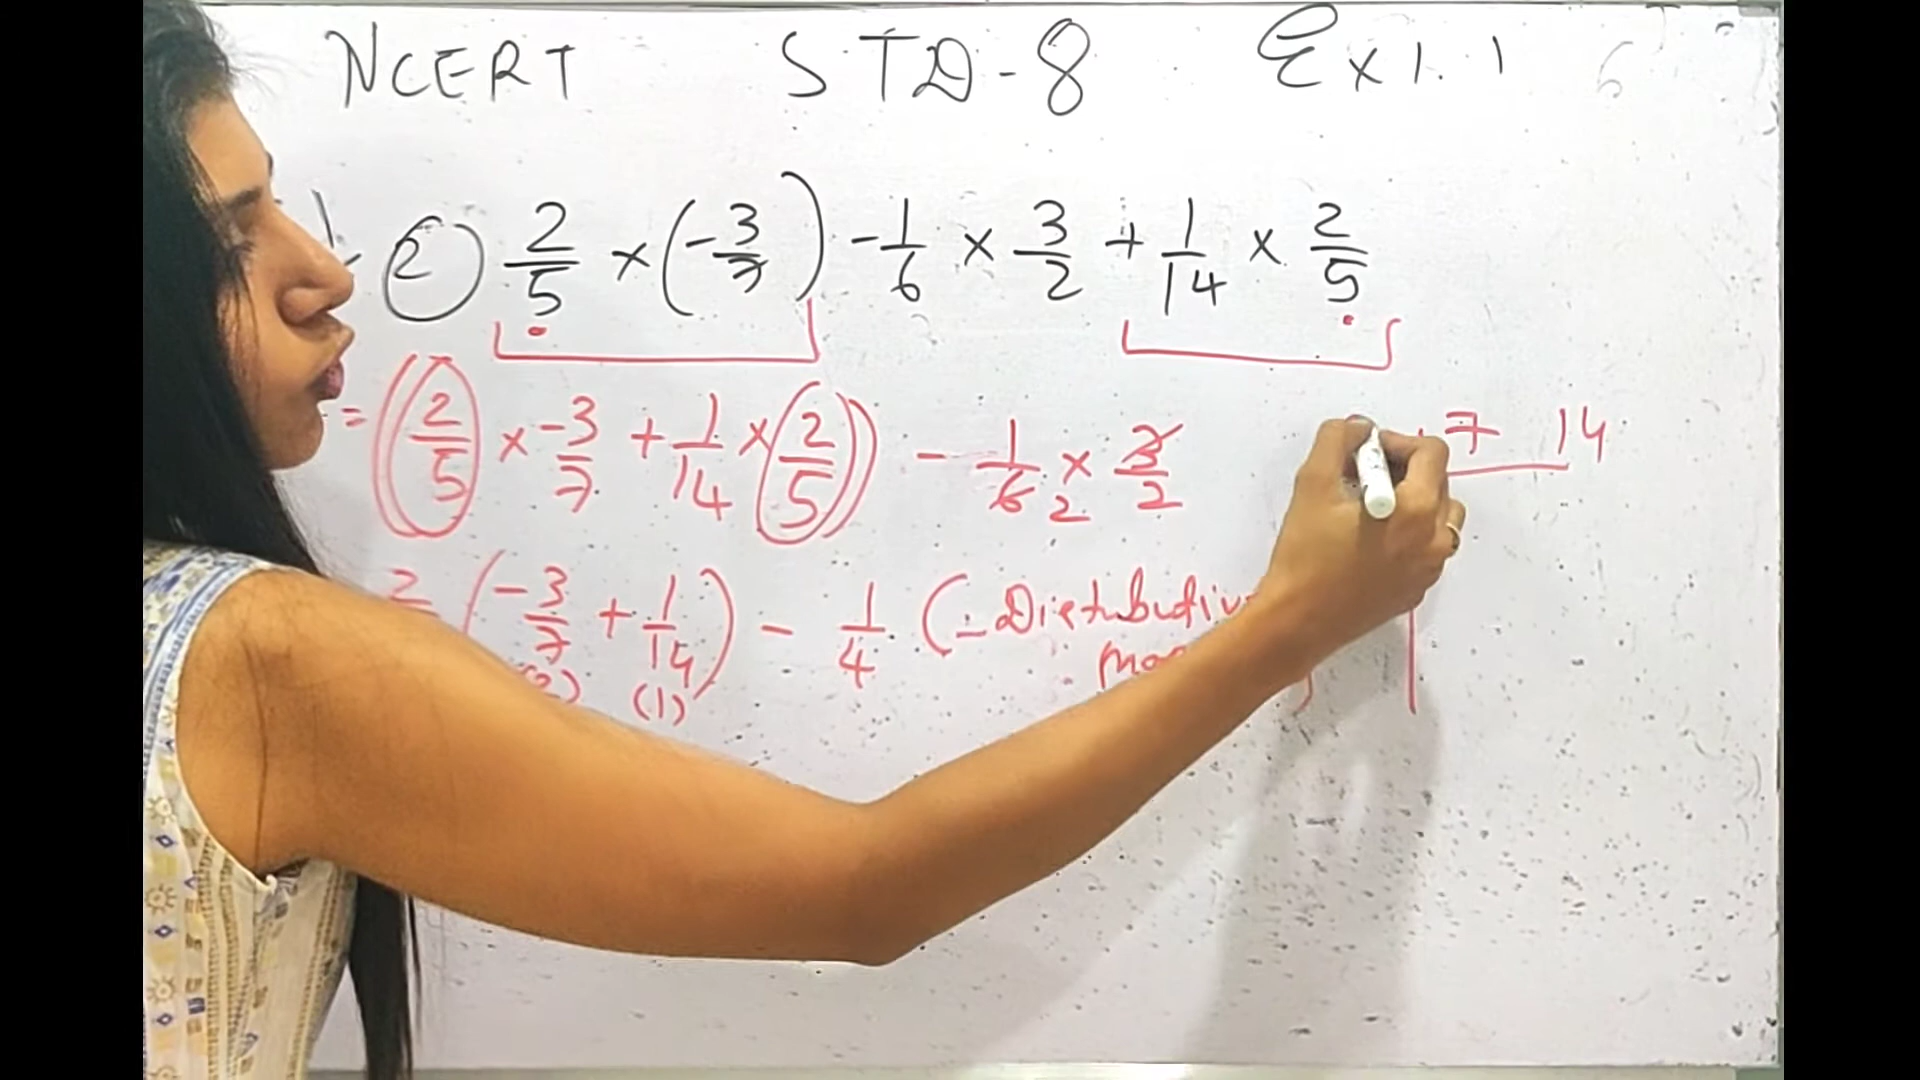 NCERT STD-8 Ex 1.1
② 2/5 × (-3/7) - 1/6 × 3/2 + 1/14 × 2/5
= ((2/5 × -3/7 + 1/14 × 2/5)) - 1/6 × 3/2
2
7 14
2 (-3/7 + 1/14) - 1/4 (-Distributiv
(2) (1)